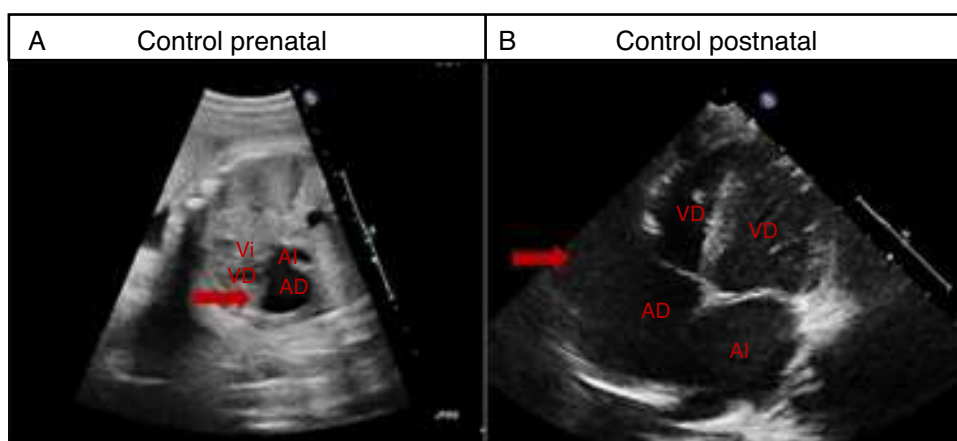 A Control prenatal
B Control postnatal
Vi AI
VD AD
VD VD
AD
AI